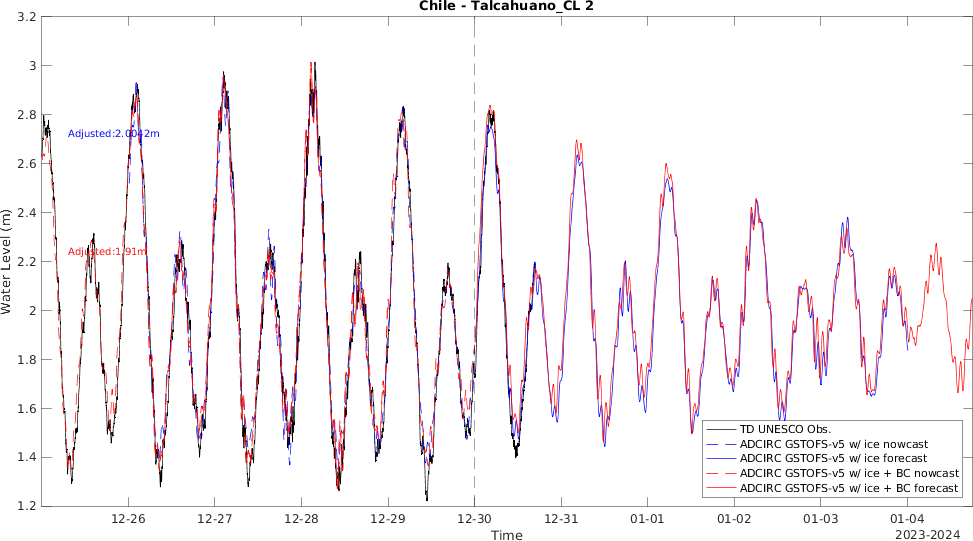 Chile - Talcahuano_CL 2
3.2
3
2.8
2.6
2.4
2.2
2
1.8
1.6
1.4
1.2
Water Level (m)
Adjusted:2.0042m
Adjusted:1.91m
TD UNESCO Obs.
ADCIRC GSTOFS-v5 w/ ice nowcast
ADCIRC GSTOFS-v5 w/ ice forecast
ADCIRC GSTOFS-v5 w/ ice + BC nowcast
ADCIRC GSTOFS-v5 w/ ice + BC forecast
12-26 12-27 12-28 12-29 12-30 12-31 01-01 01-02 01-03 01-04
Time
2023-2024